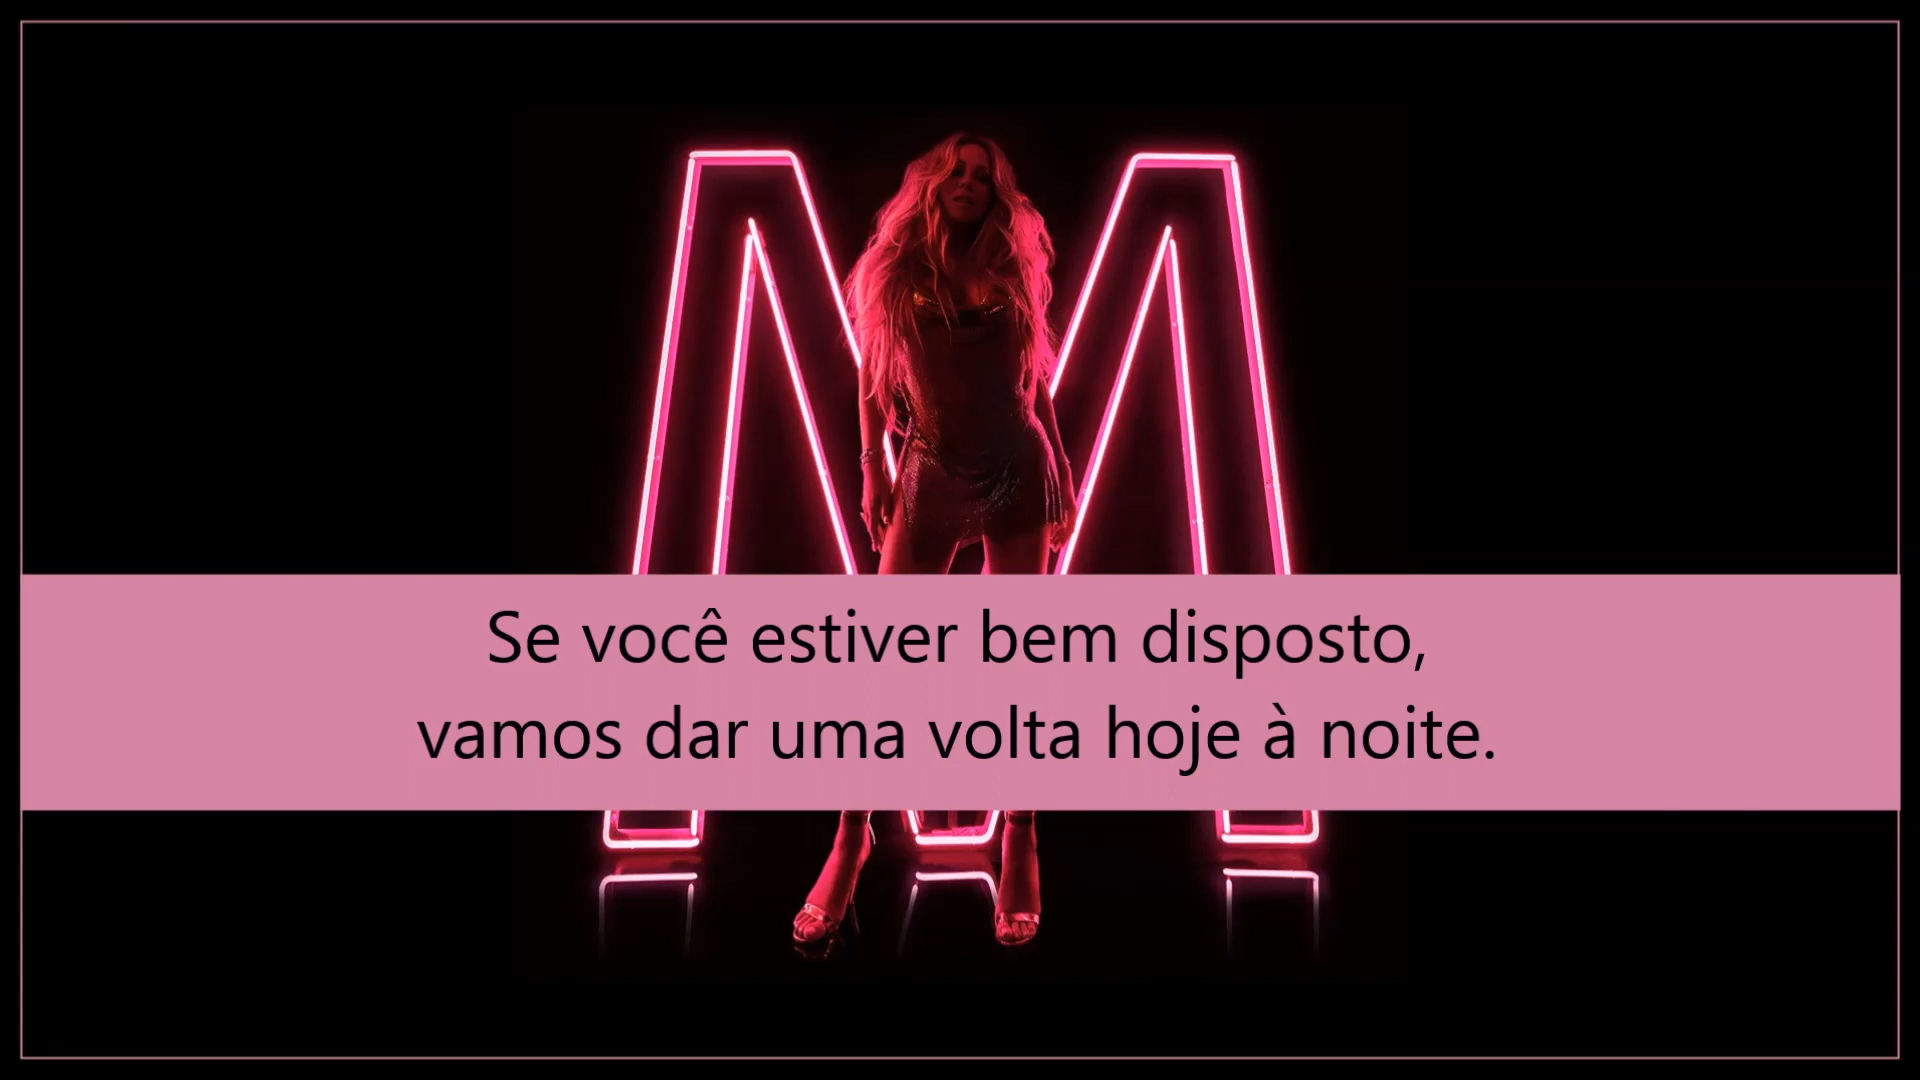 M
Se você estiver bem disposto,
vamos dar uma volta hoje à noite.